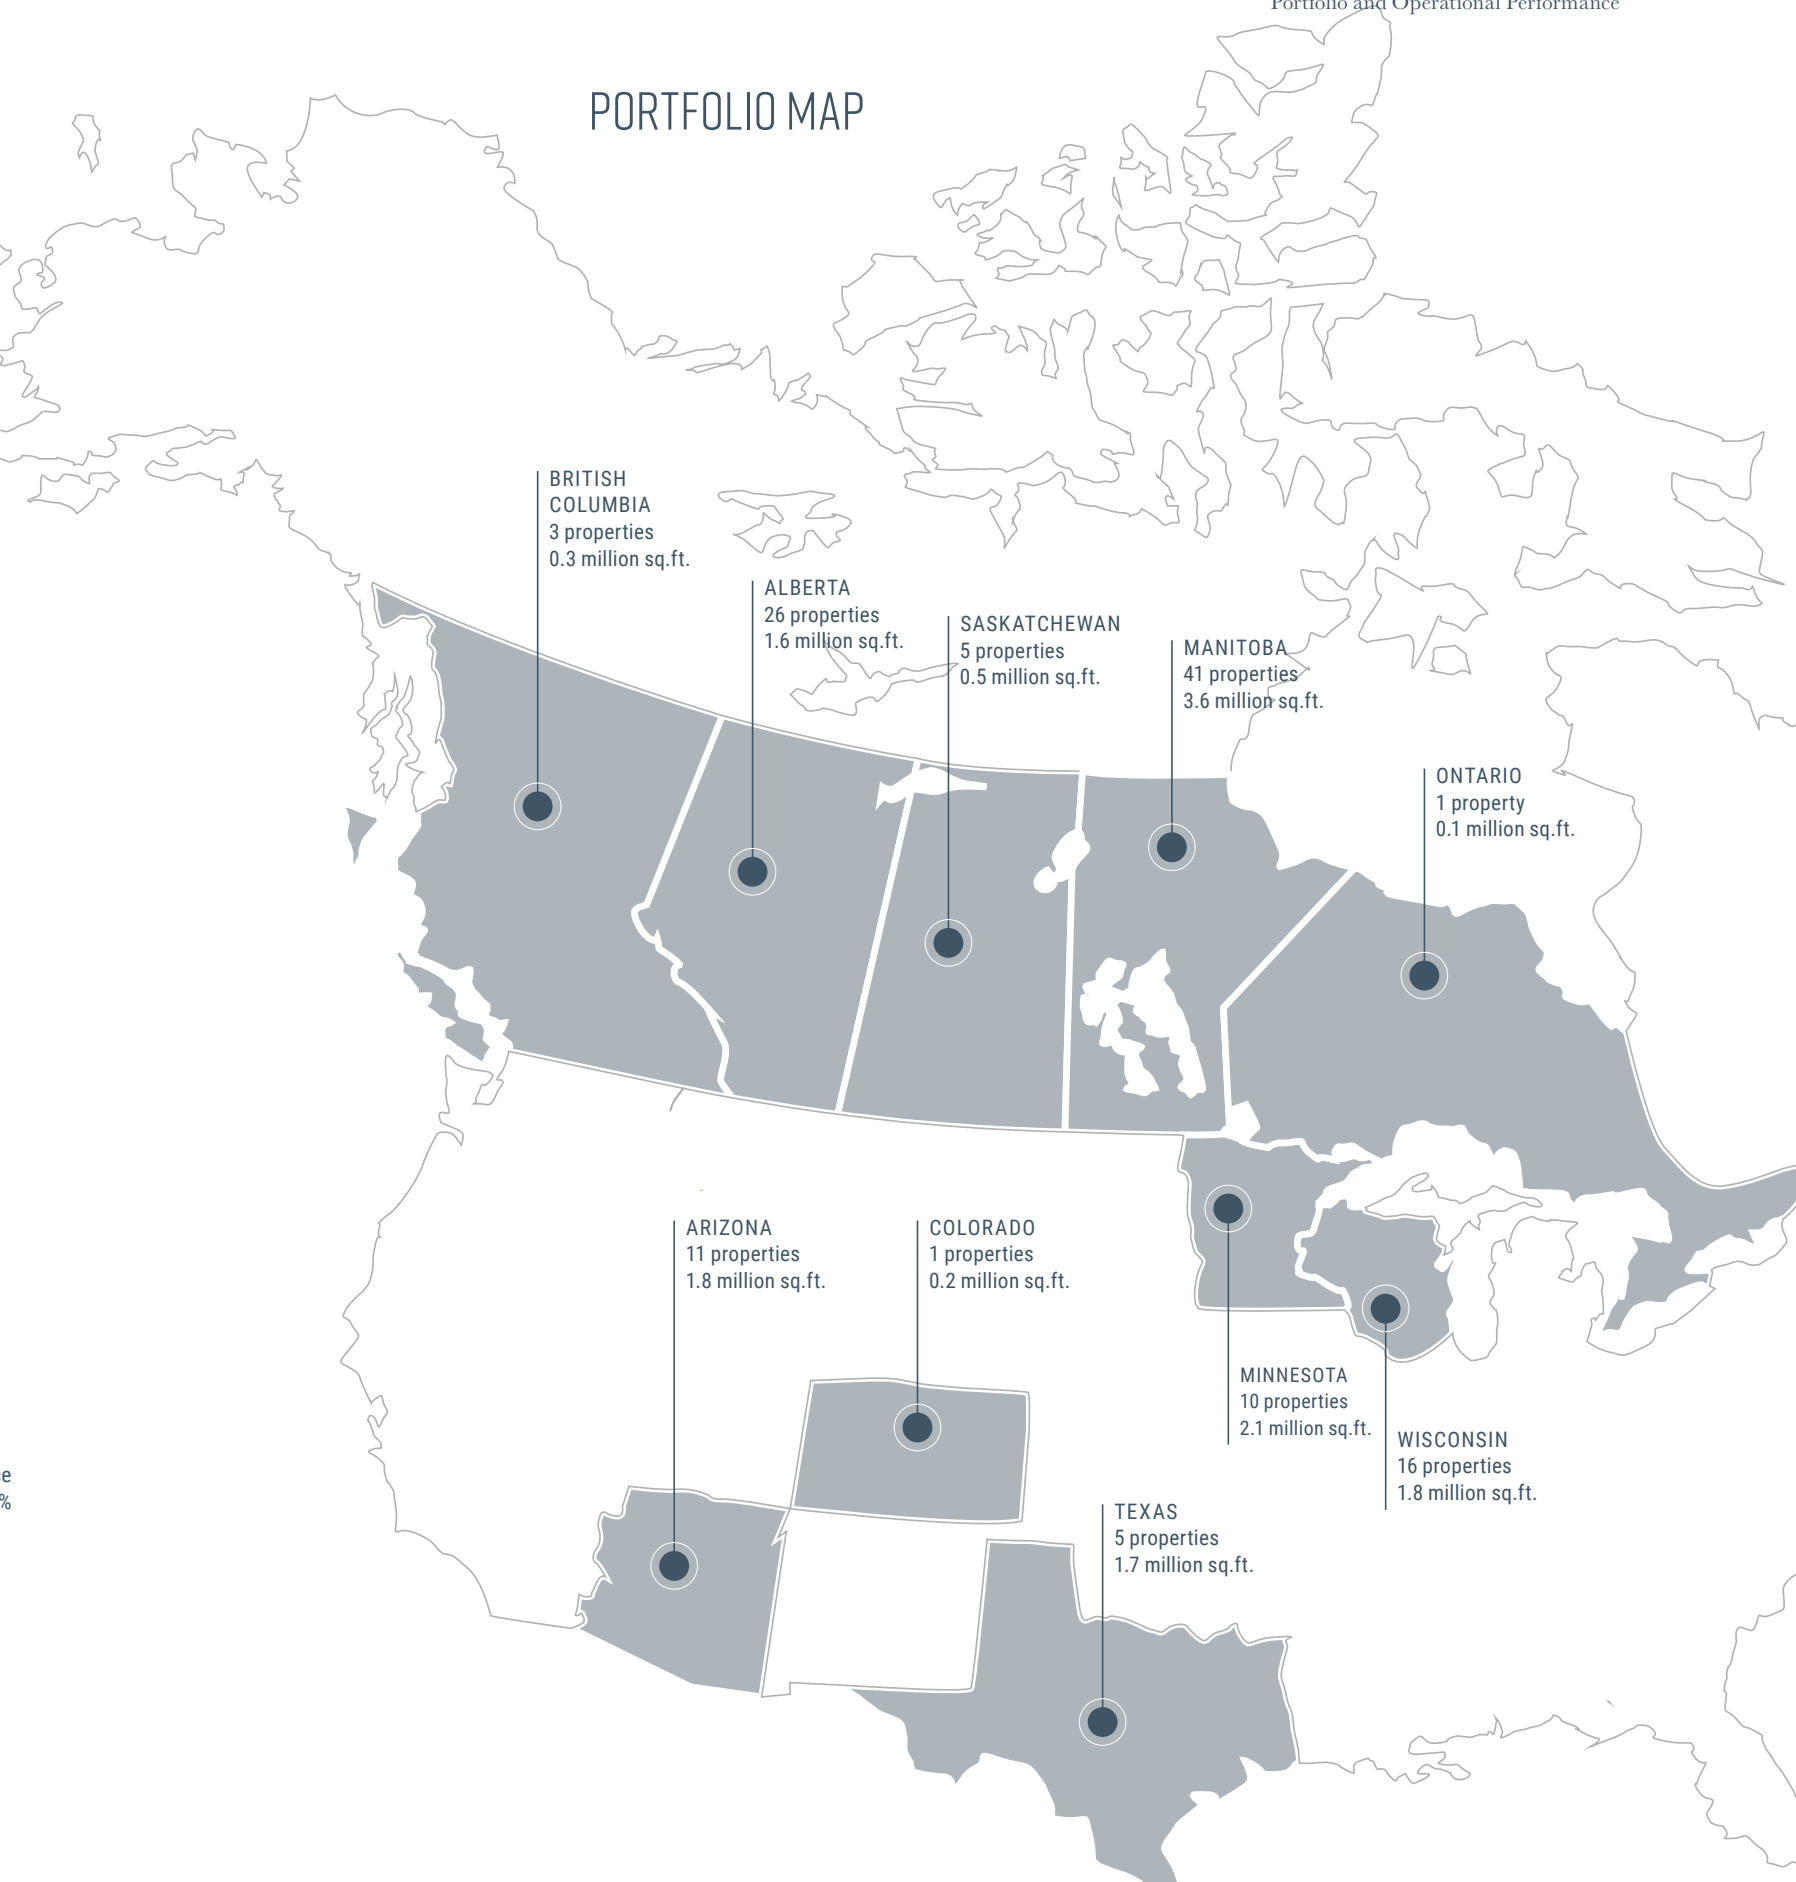 Portfolio and Operational Performance
PORTFOLIO MAP
BRITISH
COLUMBIA
3 properties
0.3 million sq.ft.
ALBERTA
26 properties
1.6 million sq.ft.
SASKATCHEWAN
5 properties
0.5 million sq.ft.
MANITOBA
41 properties
3.6 million sq.ft.
ONTARIO
1 property
0.1 million sq.ft.
ARIZONA
11 properties
1.8 million sq.ft.
COLORADO
1 properties
0.2 million sq.ft.
MINNESOTA
10 properties
2.1 million sq.ft.
WISCONSIN
16 properties
1.8 million sq.ft.
TEXAS
5 properties
1.7 million sq.ft.
%